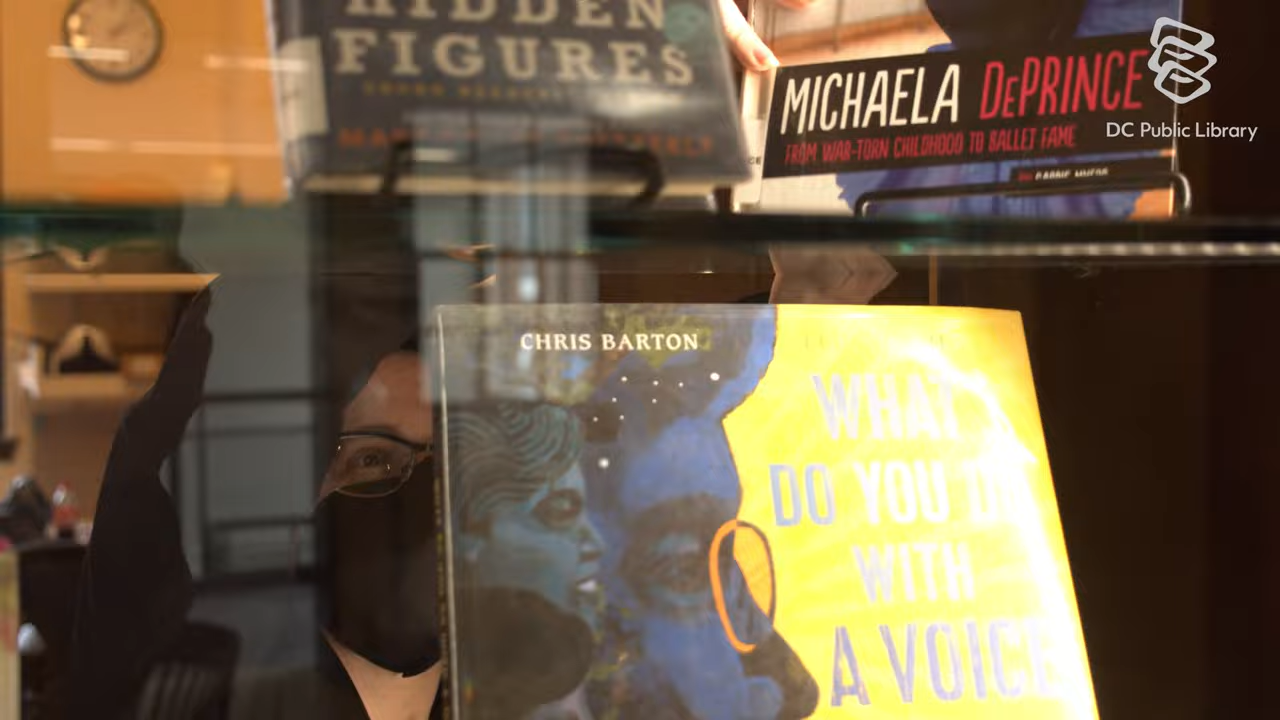 HIDDEN
FIGURES
MICHAELA DEPRINCE
FROM WAR-TORN CHILDHOOD TO BALLET FAME
DC Public Library
CHRIS BARTON
WHAT
DO YOU
WITH
A VOICE